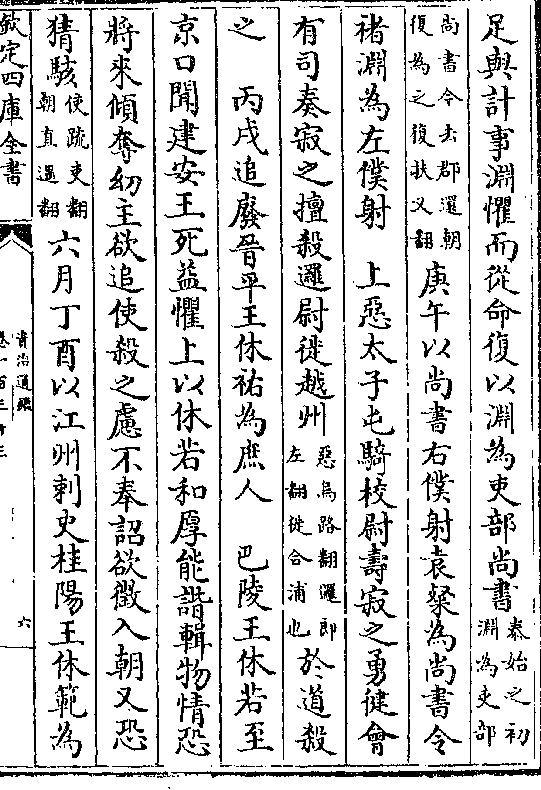 足與計事淵懼而從命復以淵為吏部尚書泰始之初淵為吏部
尚書令去郡還朝復為之復扶又翻 庚午以尚書右僕射袁粲為尚書令
褚淵為左僕射 上惡太子屯騎校尉壽寂之勇健會
有司奏寂之擅殺邏尉徙越州惡烏路翻邏郎左翻徙合浦也於道殺
之 丙戌追廢晉平王休祐為庶人 巴陵王休若至
京口聞建安王死益懼上以休若和厚能諧輯物情恐
將來傾奪幼主欲追使殺之慮不奉詔欲徵入朝又恐
猜駭使疏吏翻朝直遥翻 六月丁酉以江州刺史桂陽王休範為
欽定四庫全書
資治通鑑
卷一百三十三
六